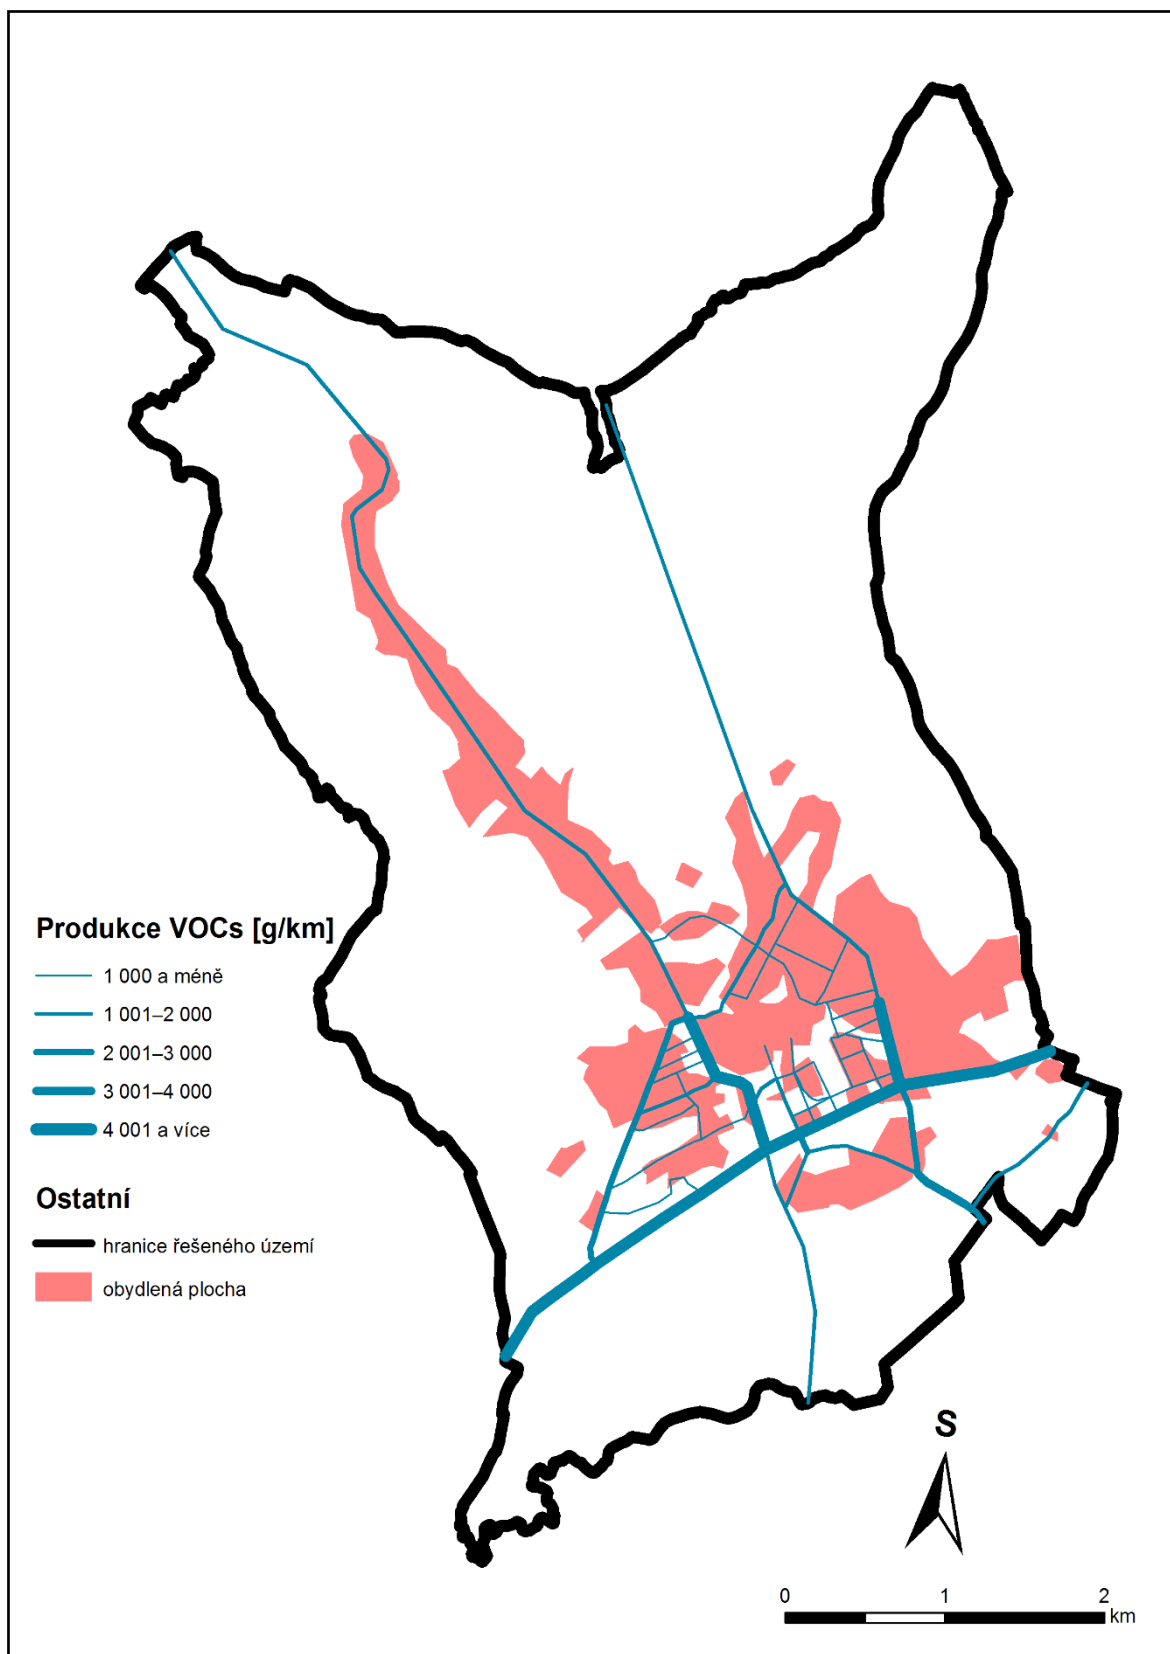 Produkce VOCs [g/km]
1 000 a méně
1 001–2 000
2 001–3 000
3 001–4 000
4 001 a více
Ostatní
hranice řešeného území
obydlená plocha
S
0 1 2
km